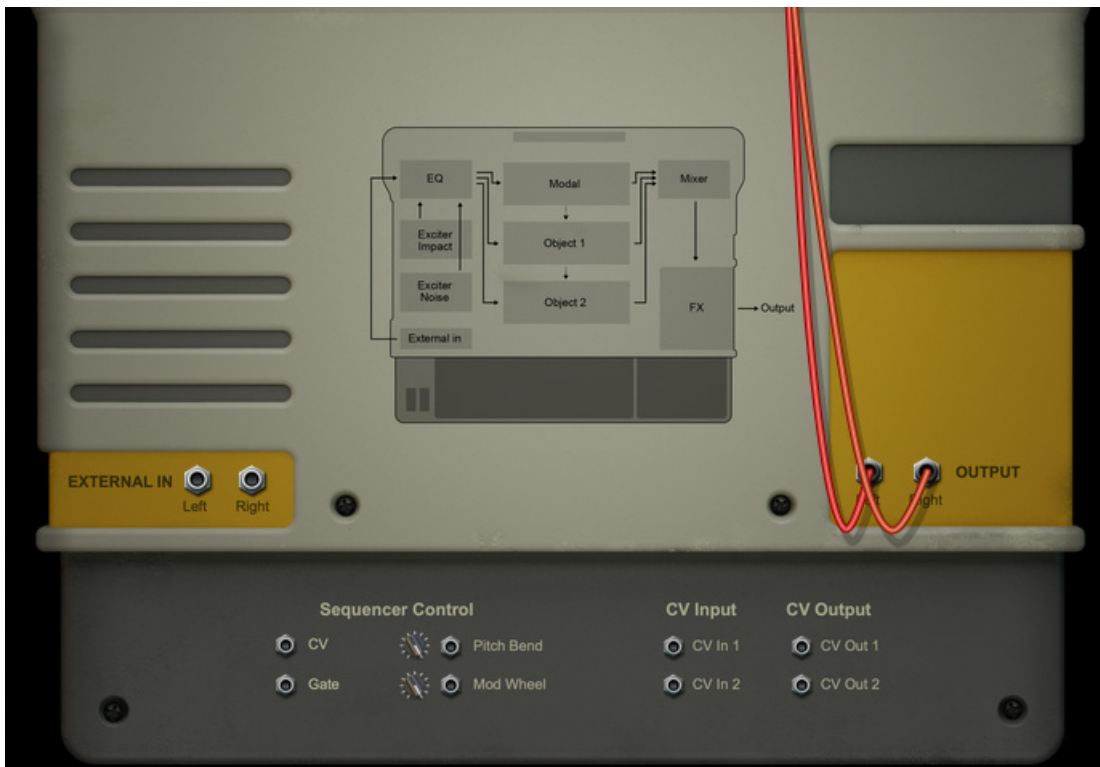 EQ
Modal
Mixer
Exciter
Impact
Object 1
Exciter
Noise
Object 2
FX
Output
External in
EXTERNAL IN
Left
Right
OUTPUT
Right
Sequencer Control
CV
Pitch Bend
Gate
Mod Wheel
CV Input
CV In 1
CV In 2
CV Output
CV Out 1
CV Out 2